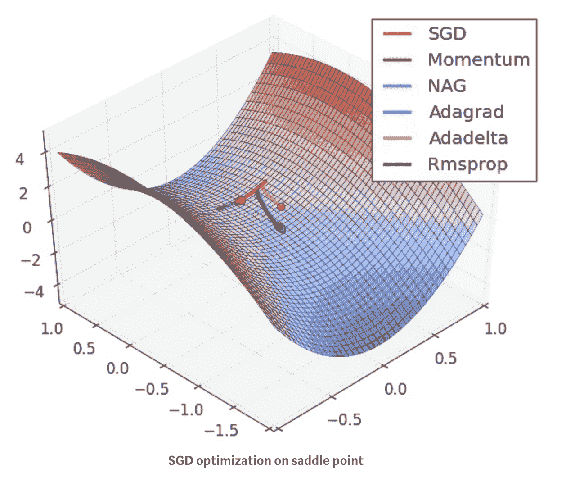 SGD
Momentum
NAG
Adagrad
Adadelta
Rmsprop
4
2
0
−2
−4
1.0
0.5
0.0
−0.5
−1.0
−1.5
−0.5
0.0
0.5
1.0
SGD optimization on saddle point